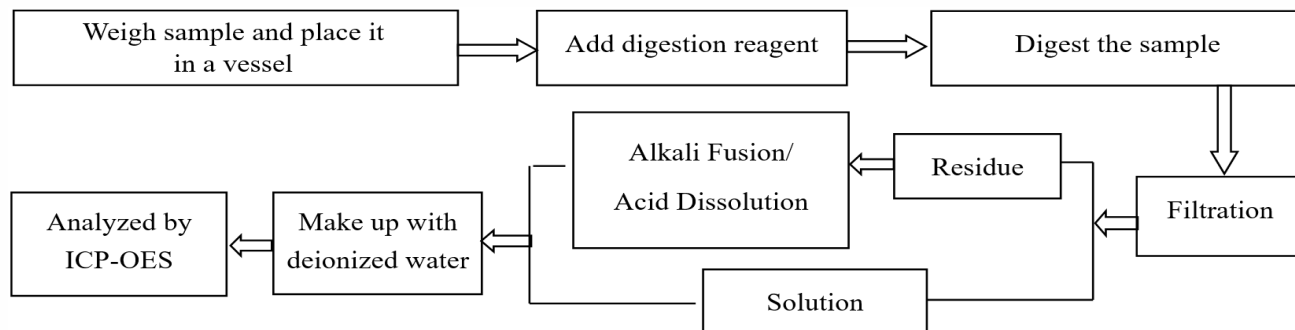 Weigh sample and place it
in a vessel
Add digestion reagent
Digest the sample
Filtration
Residue
Alkali Fusion/
Acid Dissolution
Solution
Make up with
deionized water
Analyzed by
ICP-OES